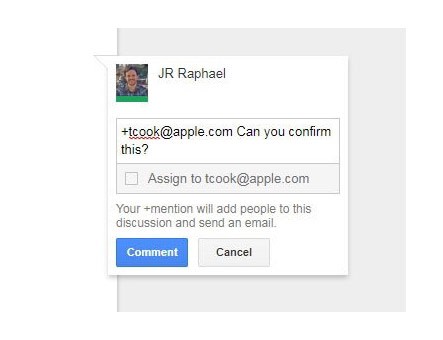 JR Raphael
+tcook@apple.com Can you confirm
this?
Assign to tcook@apple.com
Your +mention will add people to this
discussion and send an email.
Comment Cancel